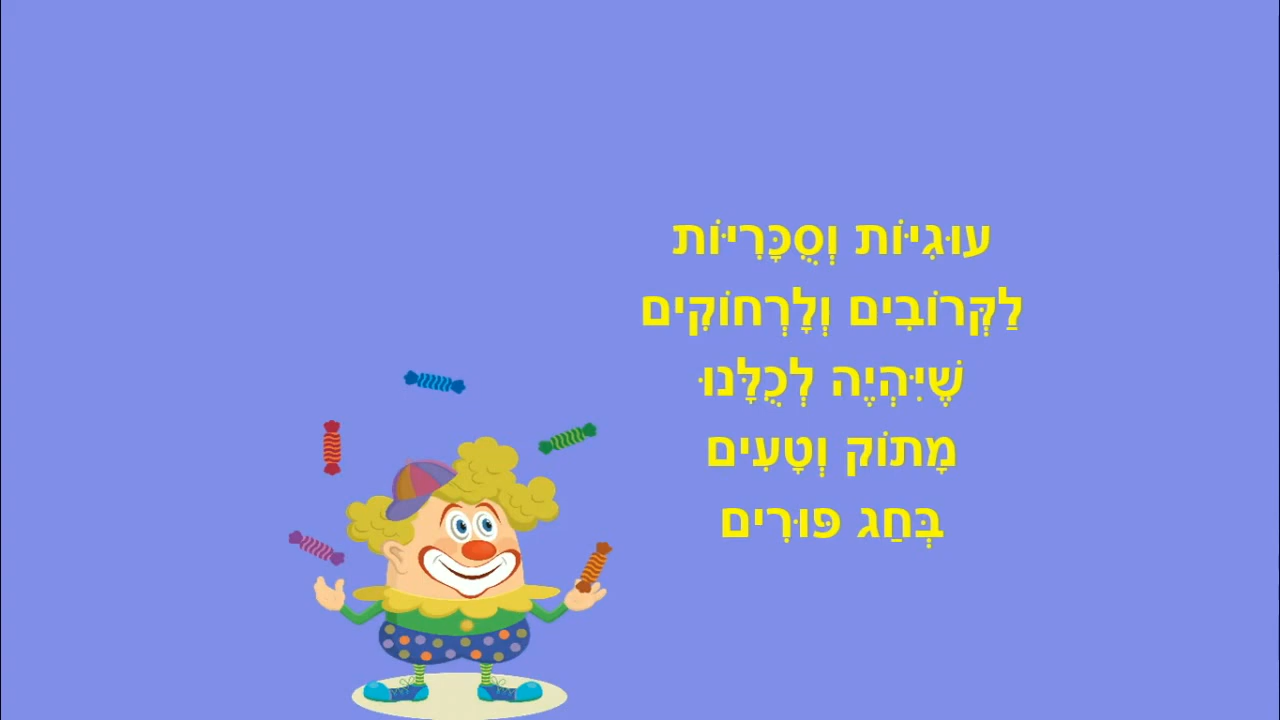 עוּגִיּוֹת וְסֻכָּרִיּוֹת
לַקְּרוֹבִים וְלָרְחוֹקִים
שֶׁיִּהְיֶה לְכֻלָּנוּ
מָתוֹק וְטָעִים
בְּחַג פּוּרִים